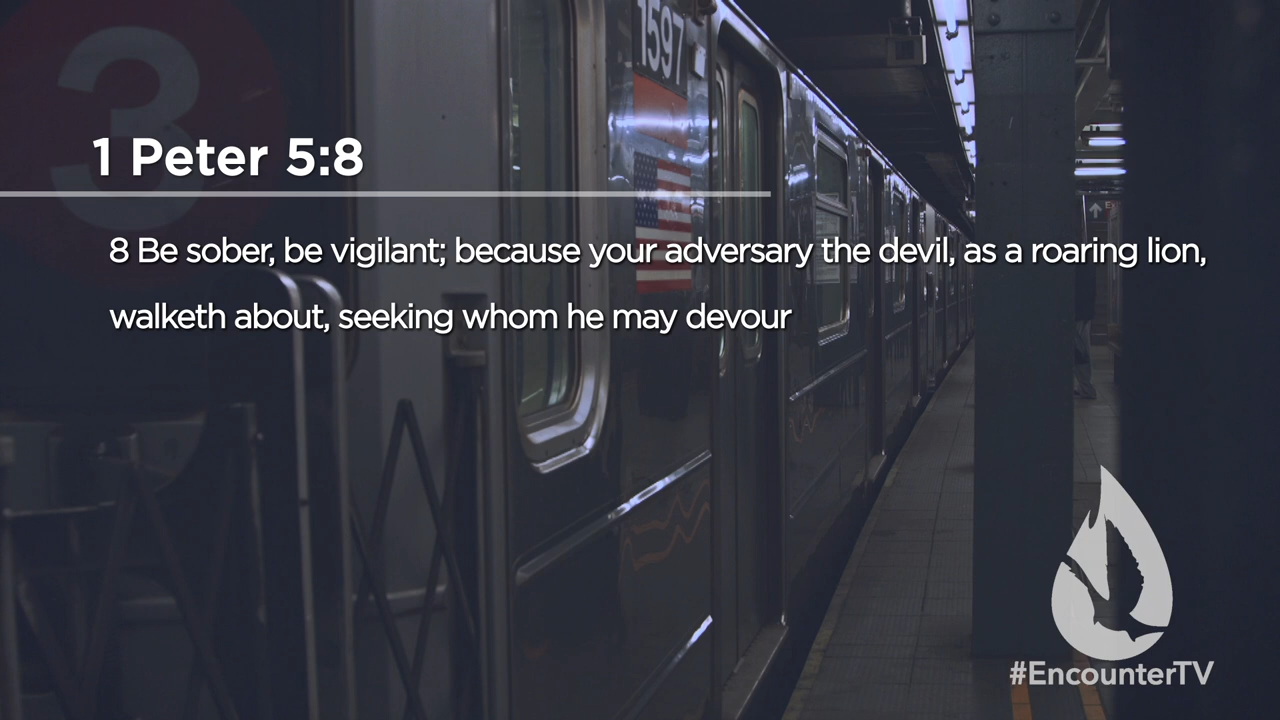 3
1597
1 Peter 5:8
8 Be sober, be vigilant; because your adversary the devil, as a roaring lion,
walketh about, seeking whom he may devour
#EncounterTV